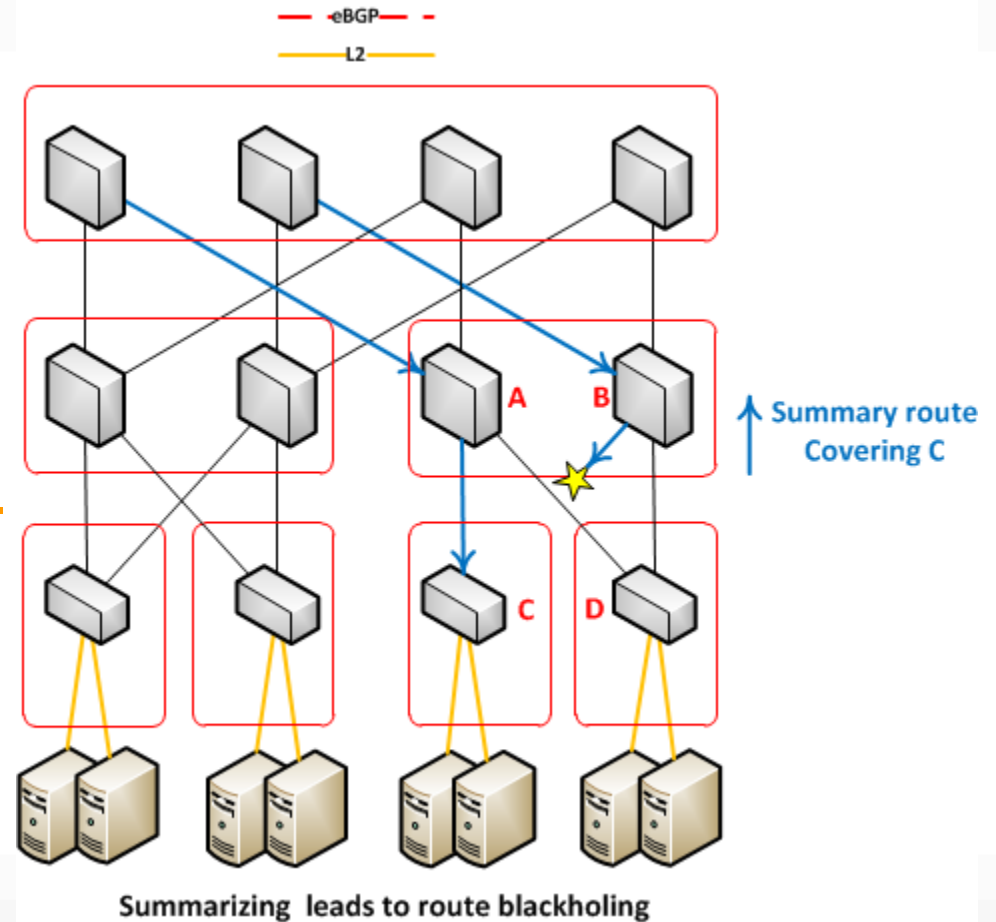 eBGP
L2
A
B
Summary route
Covering C
C
D
Summarizing leads to route blackholing